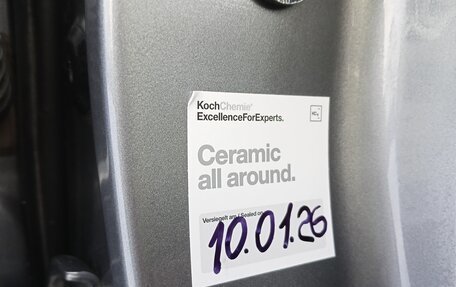 KochChemie®
ExcellenceForExperts.
Ceramic
all around.
Versiegelt am / Sealed on
10.01.26